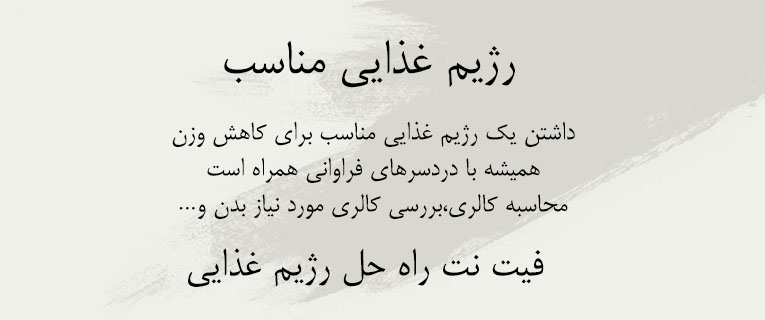 رژیم غذایی مناسب
داشتن یک رژیم غذایی مناسب برای کاهش وزن
همیشه با دردسرهای فراوانی همراه است
محاسبه کالری،بررسی کالری مورد نیاز بدن و...
فیت نت راه حل رژیم غذایی